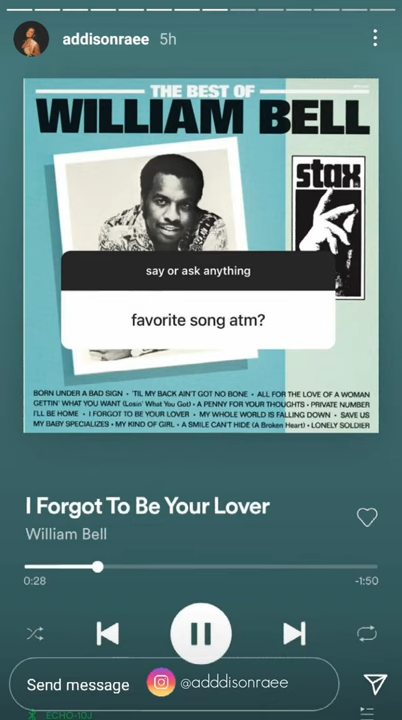 addisonraee 5h
THE BEST OF
WILLIAM BELL
stax
say or ask anything
favorite song atm?
BORN UNDER A BAD SIGN • 'TIL MY BACK AIN'T GOT NO BONE • ALL FOR THE LOVE OF A WOMAN
GETTIN' WHAT YOU WANT (Losin' What You Got) • A PENNY FOR YOUR THOUGHTS • PRIVATE NUMBER
I'LL BE HOME • I FORGOT TO BE YOUR LOVER • MY WHOLE WORLD IS FALLING DOWN • SAVE US
MY BABY SPECIALIZES • MY KIND OF GIRL • A SMILE CAN'T HIDE (A Broken Heart) • LONELY SOLDIER
I Forgot To Be Your Lover
William Bell
0:28 -1:50
Send message @adddisonraee
ECHO-10J